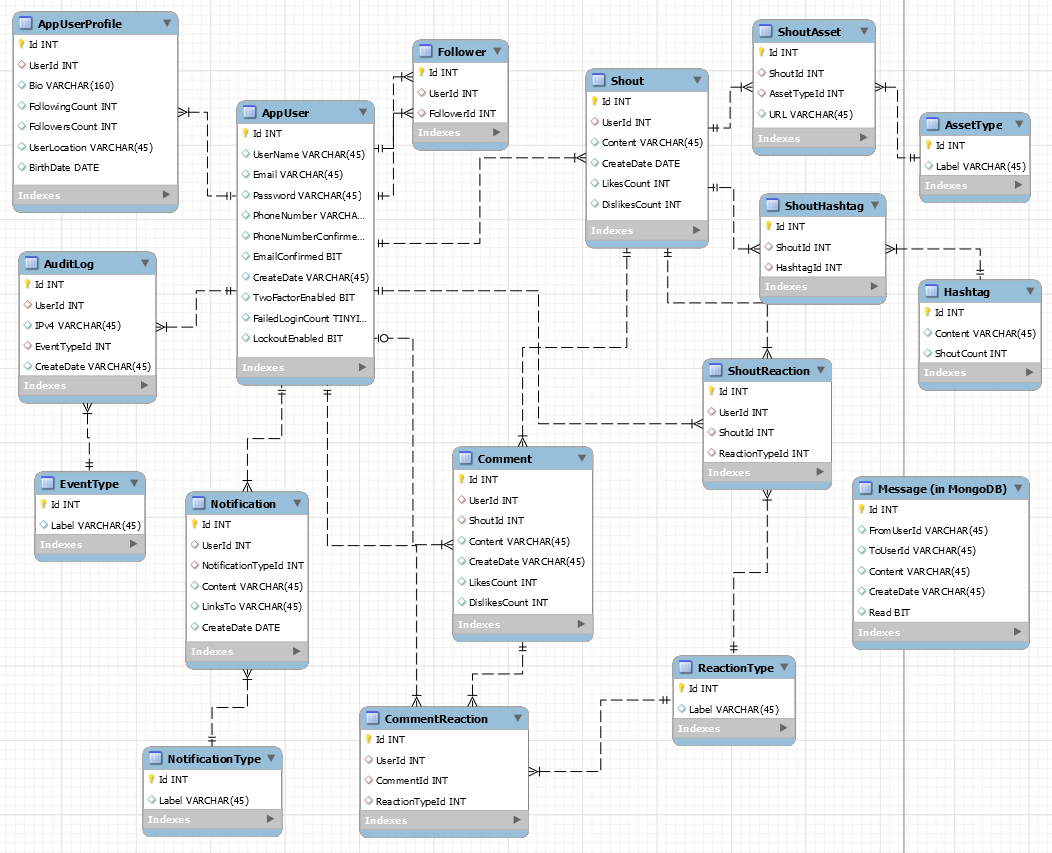 AppUserProfile
Id INT
UserId INT
Bio VARCHAR(160)
FollowingCount INT
FollowersCount INT
UserLocation VARCHAR(45)
BirthDate DATE
Indexes
AppUser
Id INT
UserName VARCHAR(45)
Email VARCHAR(45)
Password VARCHAR(45)
PhoneNumber VARCHA...
PhoneNumberConfirme...
EmailConfirmed BIT
CreateDate VARCHAR(45)
TwoFactorEnabled BIT
FailedLoginCount TINYI...
LockoutEnabled BIT
Indexes
Follower
Id INT
UserId INT
FollowerId INT
Indexes
Shout
Id INT
UserId INT
Content VARCHAR(45)
CreateDate DATE
LikesCount INT
DislikesCount INT
Indexes
ShoutAsset
Id INT
ShoutId INT
AssetTypeId INT
URL VARCHAR(45)
Indexes
AssetType
Id INT
Label VARCHAR(45)
Indexes
ShoutHashtag
Id INT
ShoutId INT
HashtagId INT
Indexes
Hashtag
Id INT
Content VARCHAR(45)
ShoutCount INT
Indexes
AuditLog
Id INT
UserId INT
IPv4 VARCHAR(45)
EventTypeId INT
CreateDate VARCHAR(45)
Indexes
EventType
Id INT
Label VARCHAR(45)
Indexes
Notification
Id INT
UserId INT
NotificationTypeId INT
Content VARCHAR(45)
LinksTo VARCHAR(45)
CreateDate DATE
Indexes
NotificationType
Id INT
Label VARCHAR(45)
Indexes
Comment
Id INT
UserId INT
ShoutId INT
Content VARCHAR(45)
CreateDate VARCHAR(45)
LikesCount INT
DislikesCount INT
Indexes
CommentReaction
Id INT
UserId INT
CommentId INT
ReactionTypeId INT
Indexes
ShoutReaction
Id INT
UserId INT
ShoutId INT
ReactionTypeId INT
Indexes
ReactionType
Id INT
Label VARCHAR(45)
Indexes
Message (in MongoDB)
Id INT
FromUserId VARCHAR(45)
ToUserId VARCHAR(45)
Content VARCHAR(45)
CreateDate VARCHAR(45)
Read BIT
Indexes